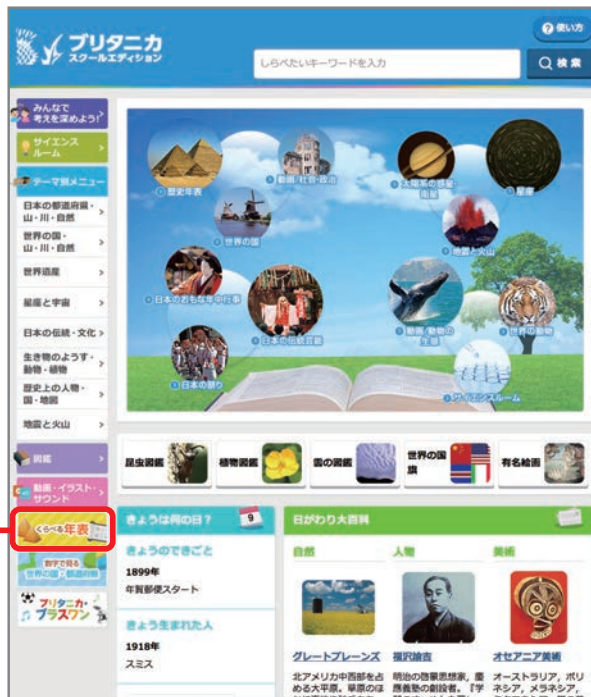 使い方
ブリタニカ
スクールエディション
しらべたいキーワードを入力
検索
みんなで
考えを深めよう!
サイエンス
ルーム
テーマ別メニュー
日本の都道府県・
山・川・自然
世界の国・
山・川・自然
世界遺産
星座と宇宙
日本の伝統・文化
生き物のようす・
動物・植物
歴史上の人物・
国・地図
地震と火山
図鑑
動画・イラスト・
サウンド
くらべる年表
数字で見る
世界の国・都道府県
ブリタニカ・
プラスワン
歴史年表
動画/社会・政治
太陽系の惑星・
衛星
星座
世界の国
地震と火山
日本のおもな年中行事
日本の伝統芸能
動画/動物の
生態
世界の動物
日本の祭り
サイエンスルーム
昆虫図鑑
植物図鑑
雲の図鑑
世界の国旗
有名絵画
きょうは何の日?
9
きょうのできごと
1899年
年賀郵便スタート
きょう生まれた人
1918年
スミス
日がわり大百科
自然
人物
美術
グレートプレーンズ
福沢諭吉
オセアニア美術
北アメリカ中西部を占
める大平原。草原のほ
明治の啓蒙思想家，慶
應義塾の創設者。『学
オーストラリア，ポリ
ネシア，メラネシア，